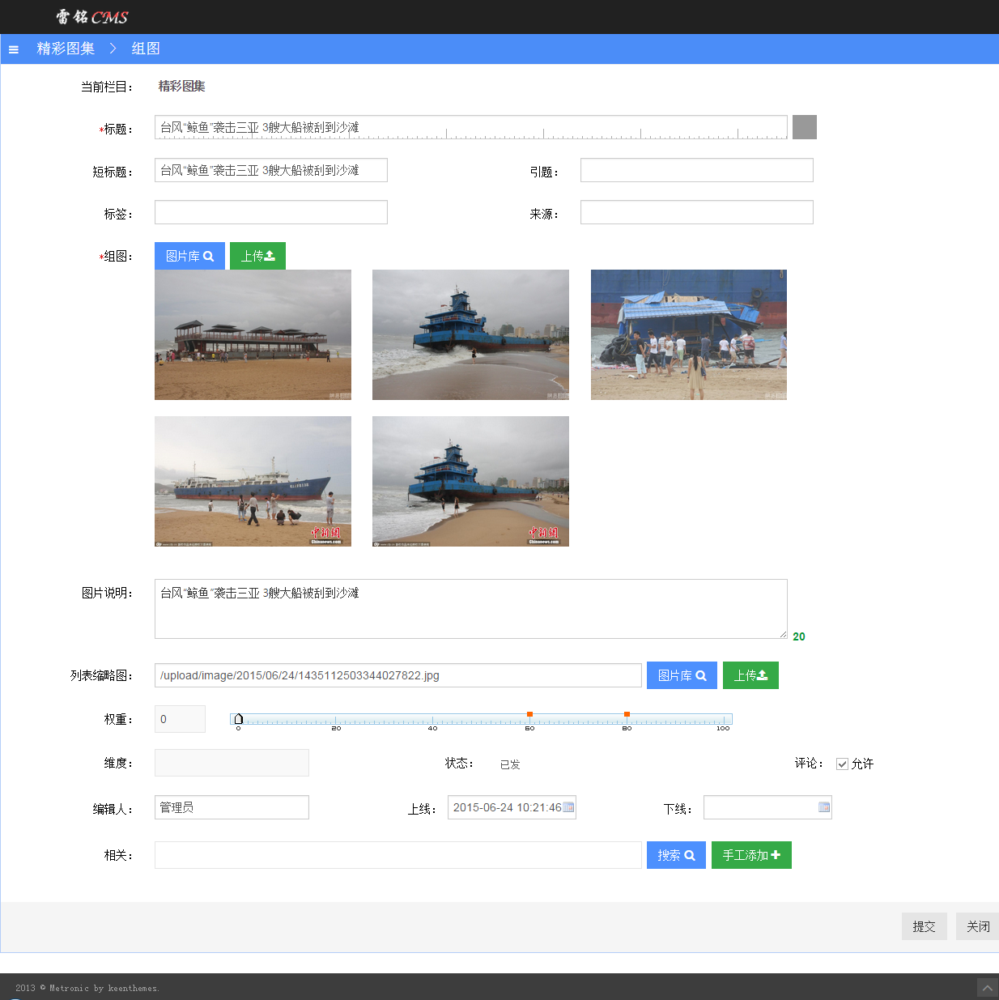 雷铭CMS
精彩图集 > 组图
当前栏目： 精彩图集
*标题： 台风“鲸鱼”袭击三亚 3艘大船被刮到沙滩
短标题： 台风“鲸鱼”袭击三亚 3艘大船被刮到沙滩 引题：
标签： 来源：
*组图： 图片库 上传
中新網
Chinanews.com
中新網
Chinanews.com
图片说明： 台风“鲸鱼”袭击三亚 3艘大船被刮到沙滩
20
列表缩略图： /upload/image/2015/06/24/1435112503344027822.jpg 图片库 上传
权重： 0
0 20 40 60 80 100
维度： 状态： 已发 评论： 允许
编辑人： 管理员 上线： 2015-06-24 10:21:46 下线：
相关： 搜索 手工添加
提交 关闭
2013 © Metronic by keenthemes.